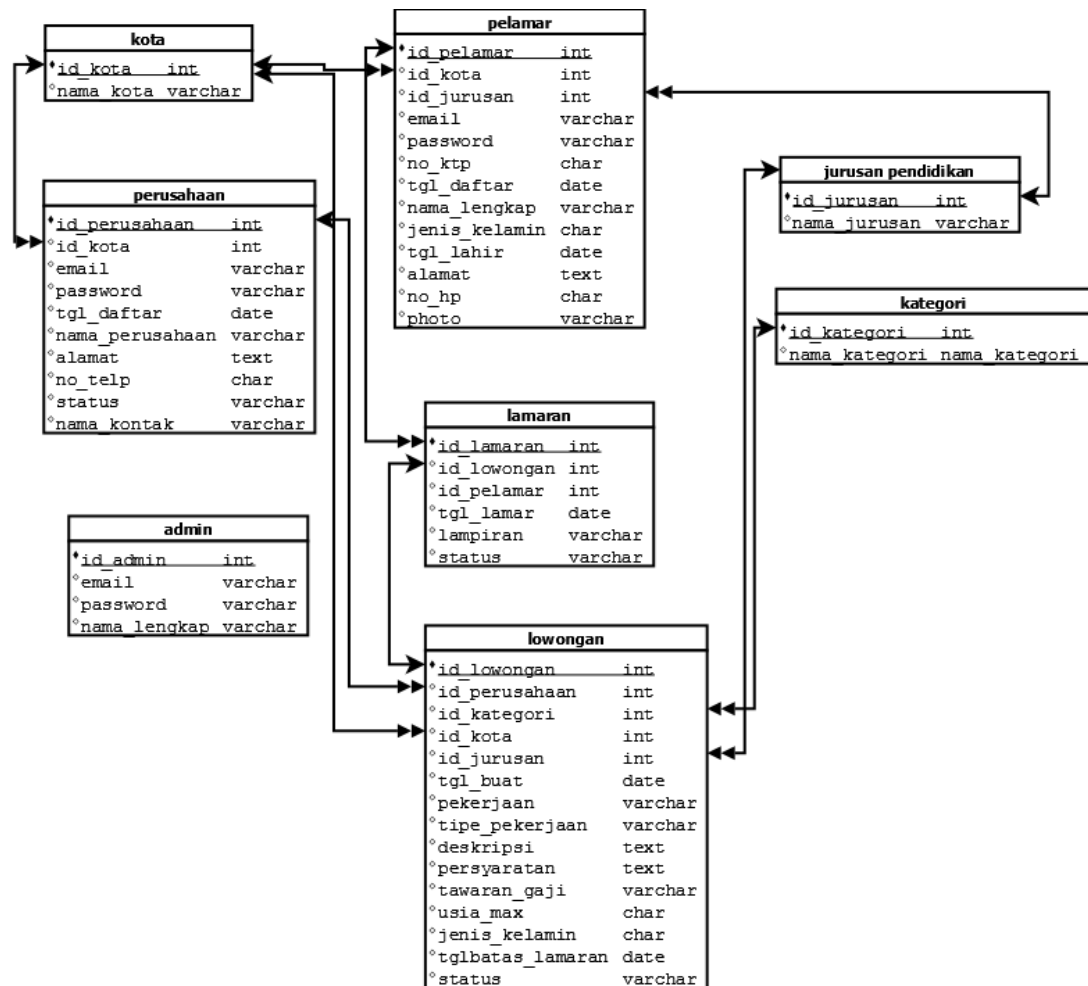 kota
id_kota int
nama_kota varchar
pelamar
id_pelamar int
id_kota int
id_jurusan int
email varchar
password varchar
no_ktp char
tgl_daftar date
nama_lengkap varchar
jenis_kelamin char
tgl_lahir date
alamat text
no_hp char
photo varchar
perusahaan
id_perusahaan int
id_kota int
email varchar
password varchar
tgl_daftar date
nama_perusahaan varchar
alamat text
no_telp char
status varchar
nama_kontak varchar
jurusan pendidikan
id_jurusan int
nama_jurusan varchar
kategori
id_kategori int
nama_kategori nama_kategori
lamaran
id_lamaran int
id_lowongan int
id_pelamar int
tgl_lamar date
lampiran varchar
status varchar
admin
id_admin int
email varchar
password varchar
nama_lengkap varchar
lowongan
id_lowongan int
id_perusahaan int
id_kategori int
id_kota int
id_jurusan int
tgl_buat date
pekerjaan varchar
tipe_pekerjaan varchar
deskripsi text
persyaratan text
tawaran_gaji varchar
usia_max char
jenis_kelamin char
tglbatas_lamaran date
status varchar